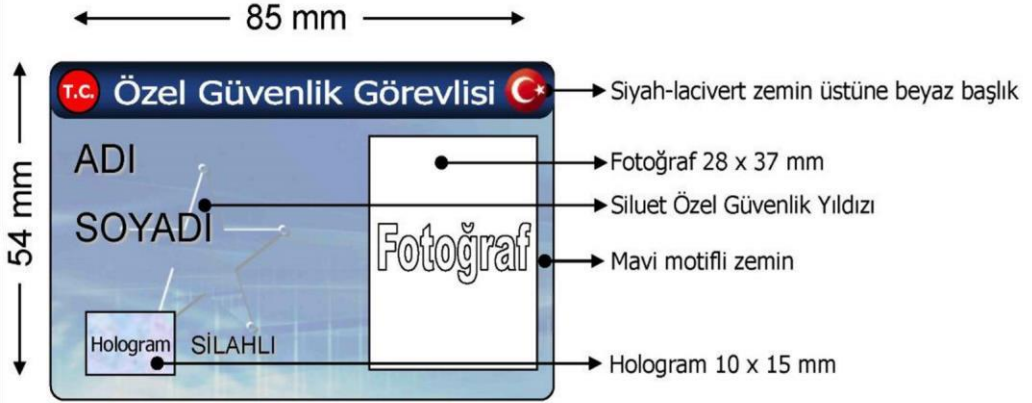 85 mm
54 mm
T.C. Özel Güvenlik Görevlisi
Siyah-lacivert zemin üstüne beyaz başlık
ADI
Fotoğraf 28 x 37 mm
Siluet Özel Güvenlik Yıldızı
SOYADI
Fotoğraf
Mavi motifli zemin
Hologram
SİLAHLI
Hologram 10 x 15 mm